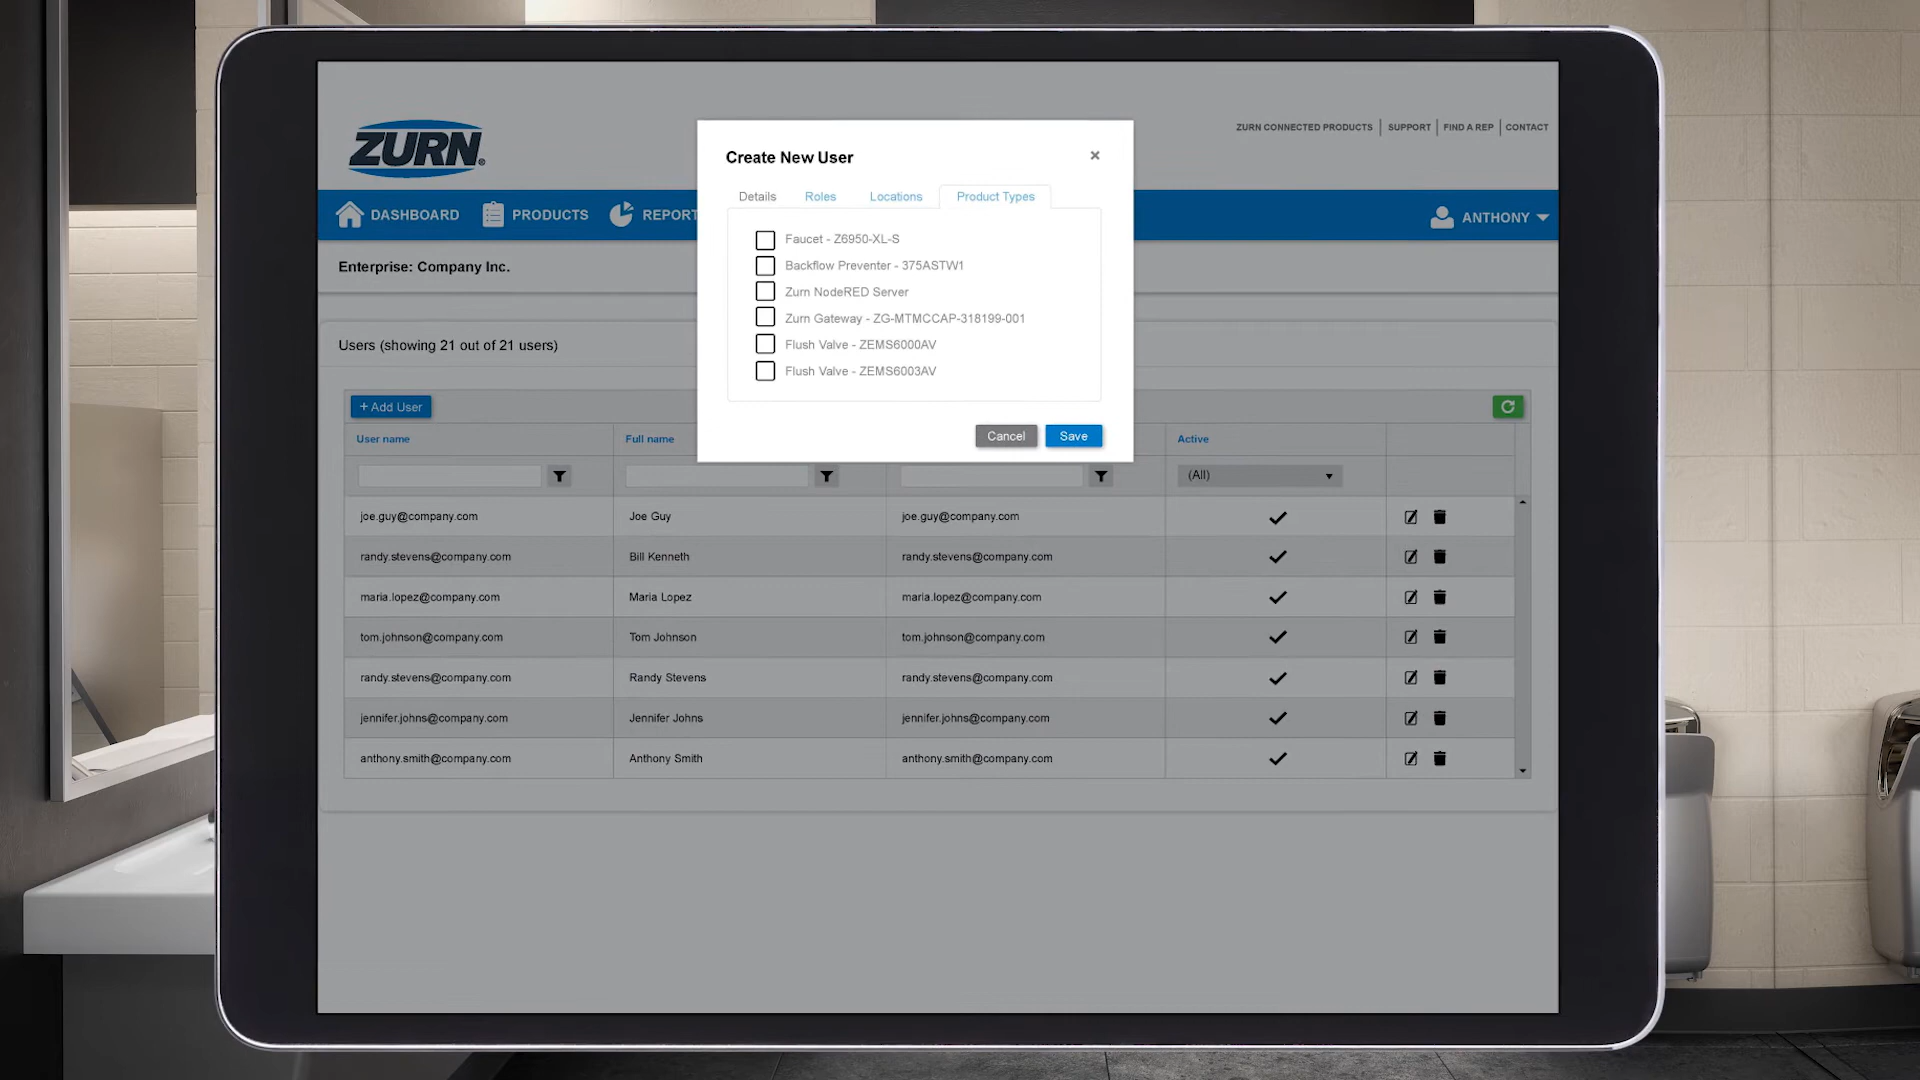 ZURN
ZURN CONNECTED PRODUCTS | SUPPORT | FIND A REP | CONTACT
DASHBOARD PRODUCTS REPORT ANTHONY
Enterprise: Company Inc.
Create New User ×
Details Roles Locations Product Types
Faucet - Z6950-XL-S
Backflow Preventer - 375ASTW1
Zurn NodeRED Server
Zurn Gateway - ZG-MTMCCAP-318199-001
Flush Valve - ZEMS6000AV
Flush Valve - ZEMS6003AV
Cancel Save
Users (showing 21 out of 21 users)
+ Add User
User name Full name Active
(All)
joe.guy@company.com Joe Guy joe.guy@company.com
randy.stevens@company.com Bill Kenneth randy.stevens@company.com
maria.lopez@company.com Maria Lopez maria.lopez@company.com
tom.johnson@company.com Tom Johnson tom.johnson@company.com
randy.stevens@company.com Randy Stevens randy.stevens@company.com
jennifer.johns@company.com Jennifer Johns jennifer.johns@company.com
anthony.smith@company.com Anthony Smith anthony.smith@company.com